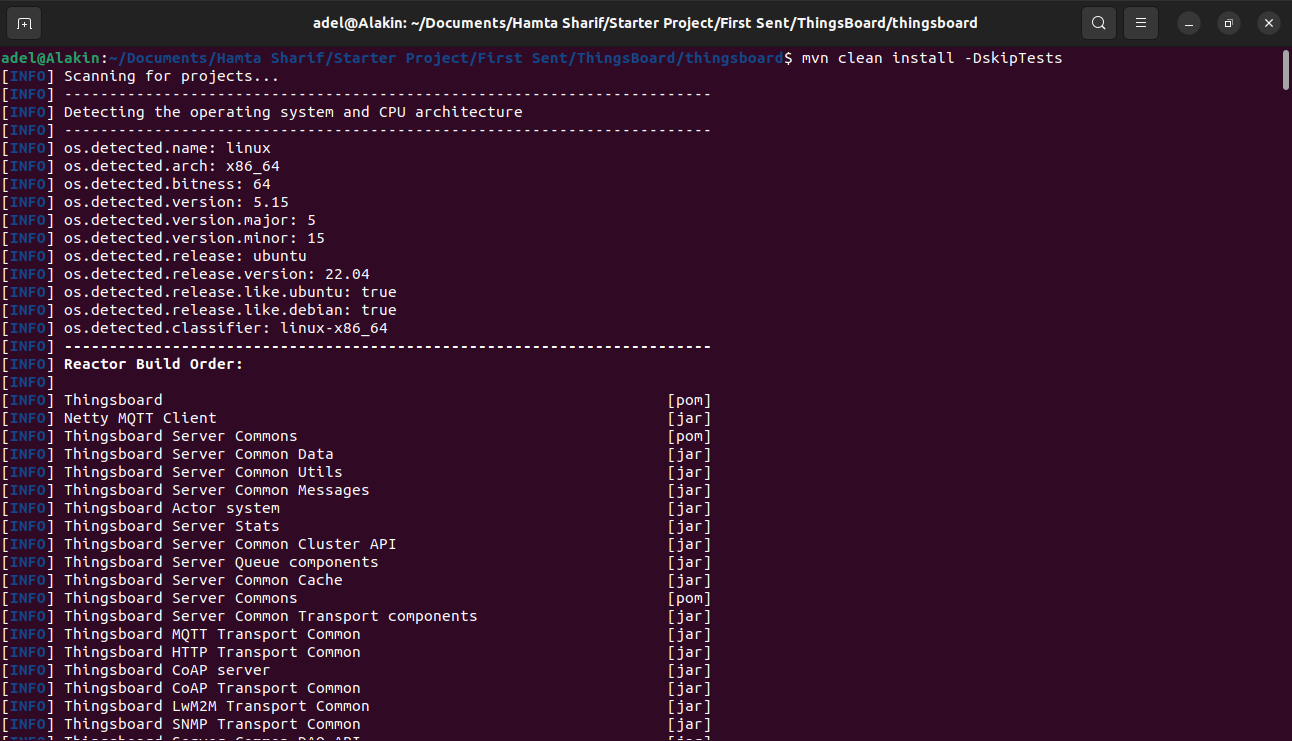 adel@Alakin: ~/Documents/Hamta Sharif/Starter Project/First Sent/ThingsBoard/thingsboard
adel@Alakin:~/Documents/Hamta Sharif/Starter Project/First Sent/ThingsBoard/thingsboard$ mvn clean install -DskipTests
[INFO] Scanning for projects...
[INFO] ------------------------------------------------------------------------
[INFO] Detecting the operating system and CPU architecture
[INFO] ------------------------------------------------------------------------
[INFO] os.detected.name: linux
[INFO] os.detected.arch: x86_64
[INFO] os.detected.bitness: 64
[INFO] os.detected.version: 5.15
[INFO] os.detected.version.major: 5
[INFO] os.detected.version.minor: 15
[INFO] os.detected.release: ubuntu
[INFO] os.detected.release.version: 22.04
[INFO] os.detected.release.like.ubuntu: true
[INFO] os.detected.release.like.debian: true
[INFO] os.detected.classifier: linux-x86_64
[INFO] ------------------------------------------------------------------------
[INFO] Reactor Build Order:
[INFO]
[INFO] Thingsboard [pom]
[INFO] Netty MQTT Client [jar]
[INFO] Thingsboard Server Commons [pom]
[INFO] Thingsboard Server Common Data [jar]
[INFO] Thingsboard Server Common Utils [jar]
[INFO] Thingsboard Server Common Messages [jar]
[INFO] Thingsboard Actor system [jar]
[INFO] Thingsboard Server Stats [jar]
[INFO] Thingsboard Server Common Cluster API [jar]
[INFO] Thingsboard Server Queue components [jar]
[INFO] Thingsboard Server Common Cache [jar]
[INFO] Thingsboard Server Commons [pom]
[INFO] Thingsboard Server Common Transport components [jar]
[INFO] Thingsboard MQTT Transport Common [jar]
[INFO] Thingsboard HTTP Transport Common [jar]
[INFO] Thingsboard CoAP server [jar]
[INFO] Thingsboard CoAP Transport Common [jar]
[INFO] Thingsboard LwM2M Transport Common [jar]
[INFO] Thingsboard SNMP Transport Common [jar]
[INFO] Thingsboard Server Common DAO API [jar]